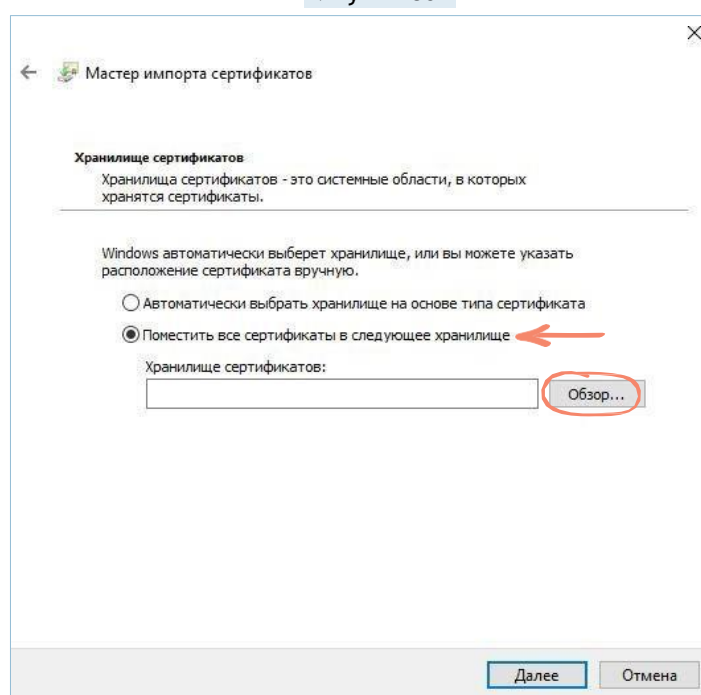 Мастер импорта сертификатов
Хранилище сертификатов
Хранилища сертификатов - это системные области, в которых
хранятся сертификаты.
Windows автоматически выберет хранилище, или вы можете указать
расположение сертификата вручную.
Автоматически выбрать хранилище на основе типа сертификата
Поместить все сертификаты в следующее хранилище
Хранилище сертификатов:
Обзор...
Далее
Отмена